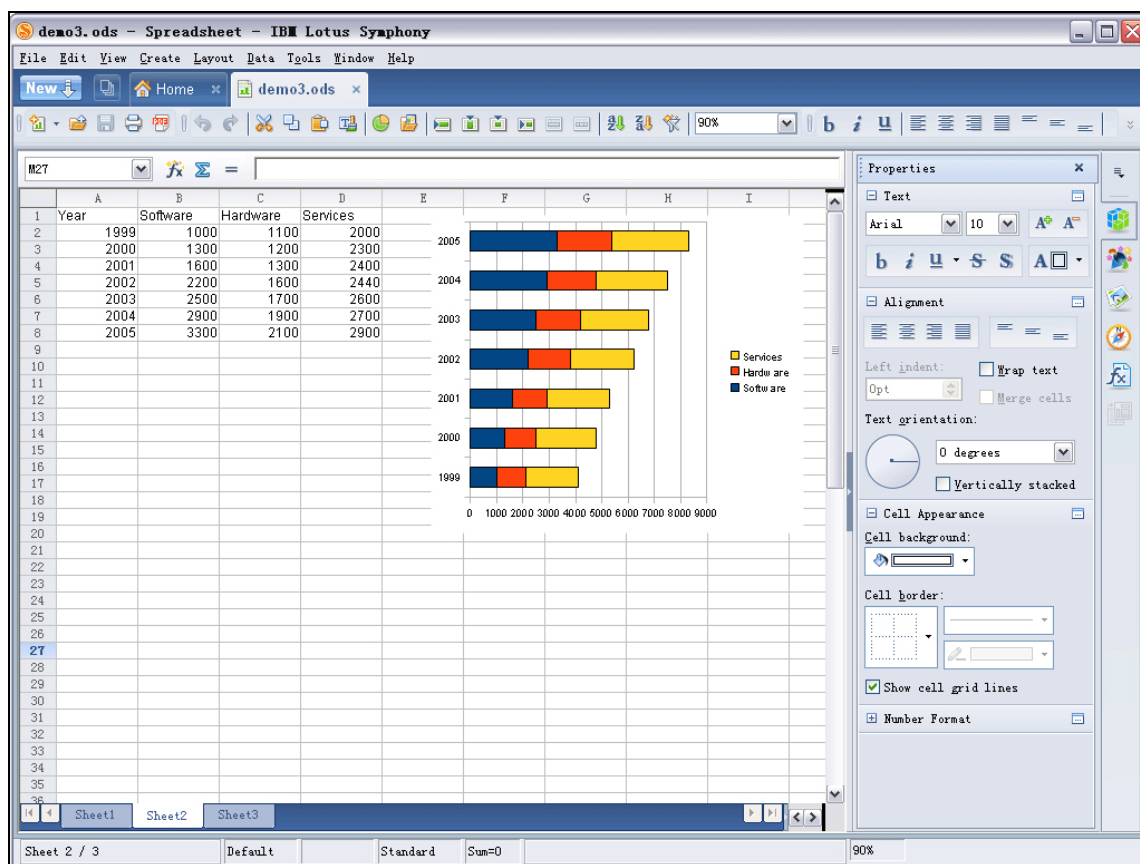 demo3.ods - Spreadsheet - IBM Lotus Symphony
File Edit View Create Layout Data Tools Window Help
New Home × demo3.ods ×
90% b i u
M27 =
Properties ×
A B C D E F G H I
1 Year Software Hardware Services
2 1999 1000 1100 2000
3 2000 1300 1200 2300
4 2001 1600 1300 2400
5 2002 2200 1600 2440
6 2003 2500 1700 2600
7 2004 2900 1900 2700
8 2005 3300 2100 2900
9
10
11
12
13
14
15
16
17
18
19
20
21
22
23
24
25
26
27
28
29
30
31
32
33
34
35
36
2005
2004
2003
2002
2001
2000
1999
0 1000 2000 3000 4000 5000 6000 7000 8000 9000
Services
Hardware
Software
Text
Arial 10 A A
b i u S S A
Alignment
Left indent: Wrap text
0pt Merge cells
Text orientation:
0 degrees
Vertically stacked
Cell Appearance
Cell background:
Cell border:
Show cell grid lines
Number Format
Sheet1 Sheet2 Sheet3
Sheet 2 / 3 Default Standard Sum=0 90%